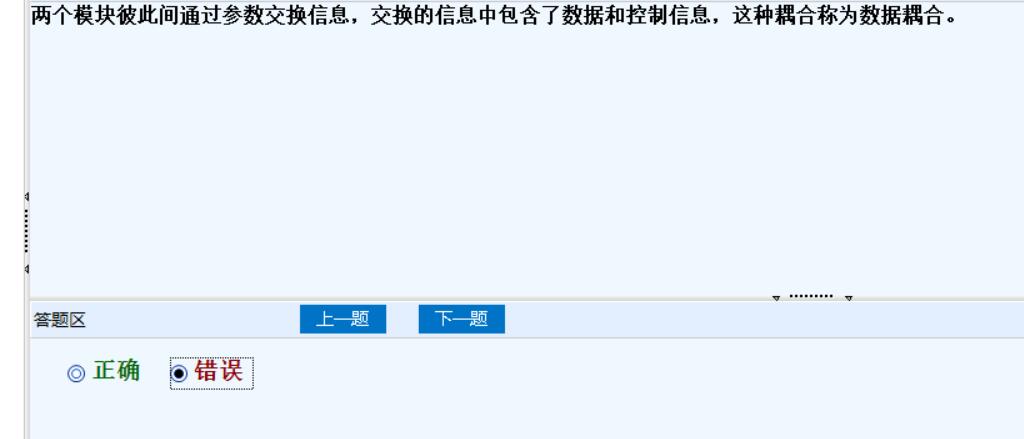 两个模块彼此间通过参数交换信息，交换的信息中包含了数据和控制信息，这种耦合称为数据耦合。
答题区 上一题 下一题
正确 错误